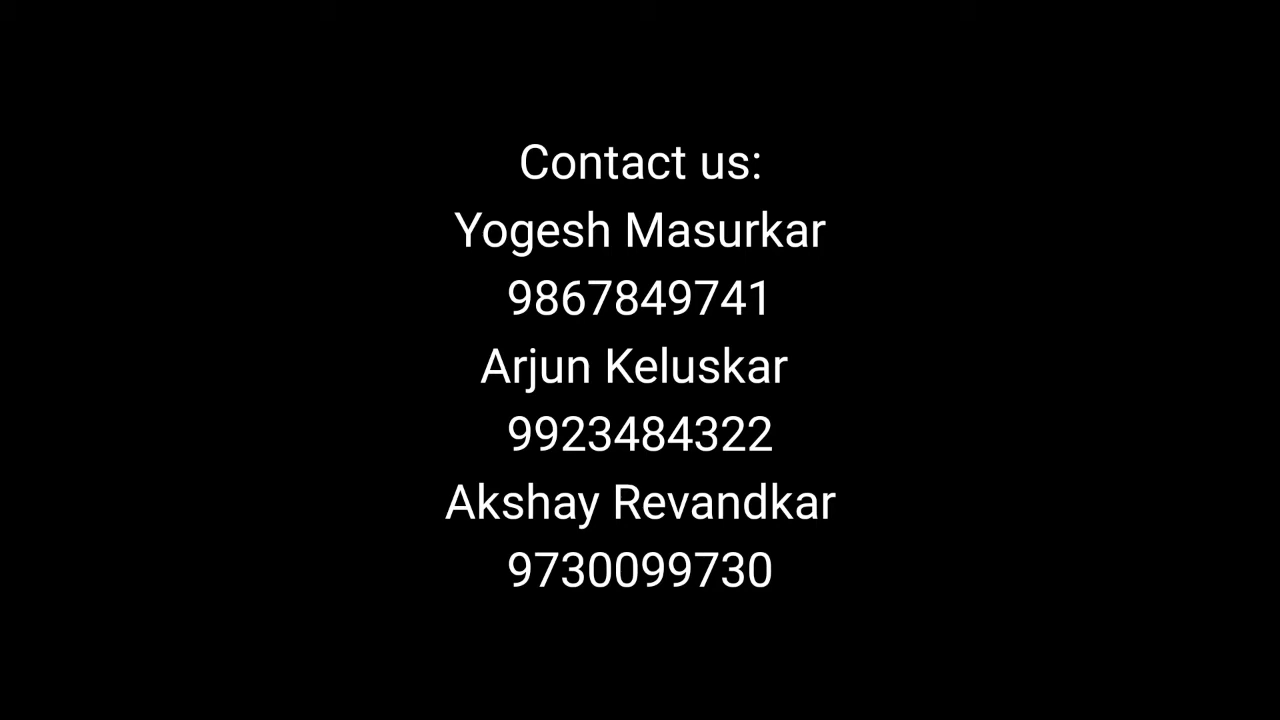 Contact us:
Yogesh Masurkar
9867849741
Arjun Keluskar
9923484322
Akshay Revandkar
9730099730